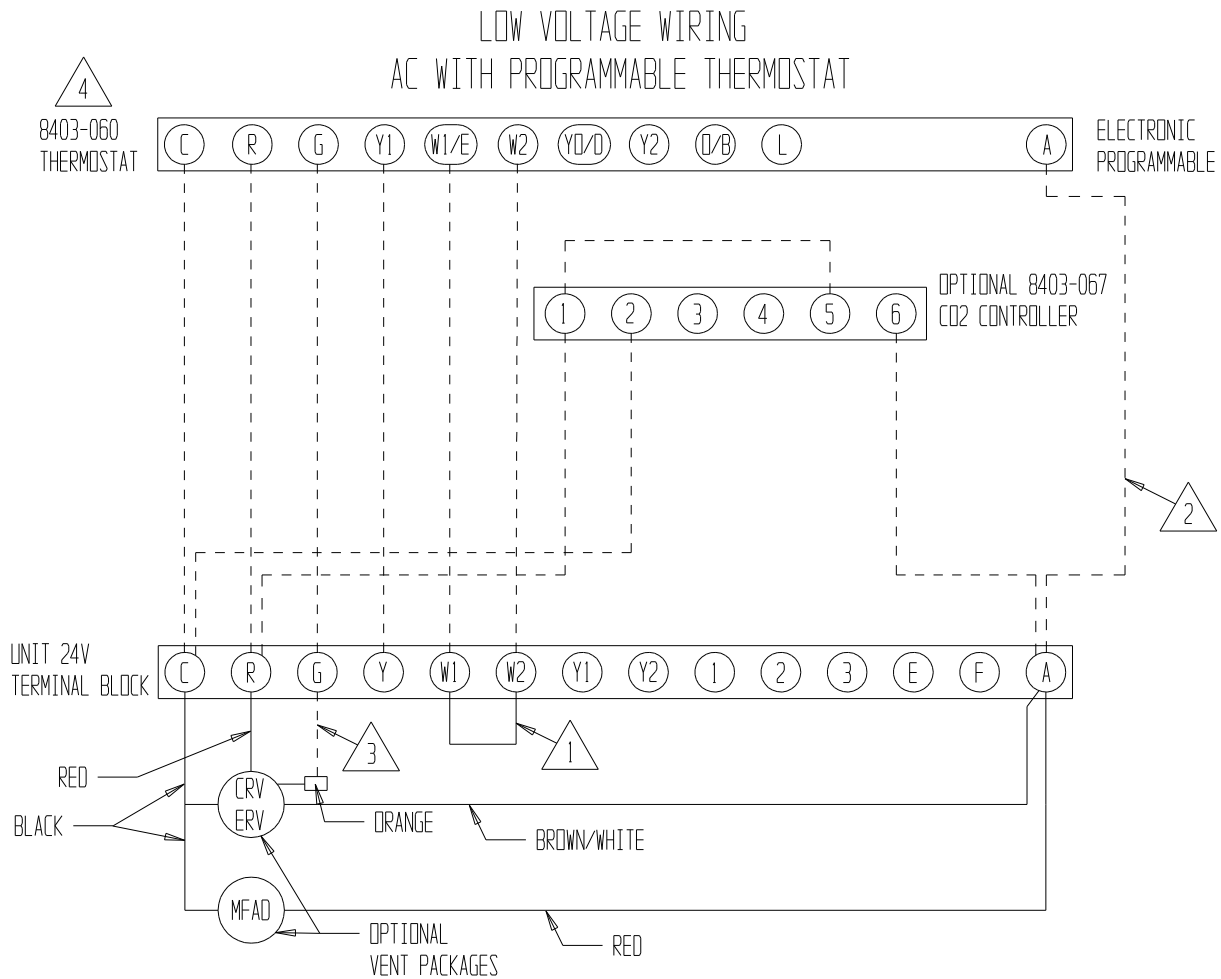 LOW VOLTAGE WIRING
AC WITH PROGRAMMABLE THERMOSTAT
4
8403-060
THERMOSTAT
C R G Y1 W1/E W2 YO/D Y2 O/B L A
ELECTRONIC
PROGRAMMABLE
OPTIONAL 8403-067
CO2 CONTROLLER
1 2 3 4 5 6
2
UNIT 24V
TERMINAL BLOCK
C R G Y W1 W2 Y1 Y2 1 2 3 E F A
3
1
RED
CRV
ERV
BLACK
ORANGE
BROWN/WHITE
MFAD
OPTIONAL
VENT PACKAGES
RED